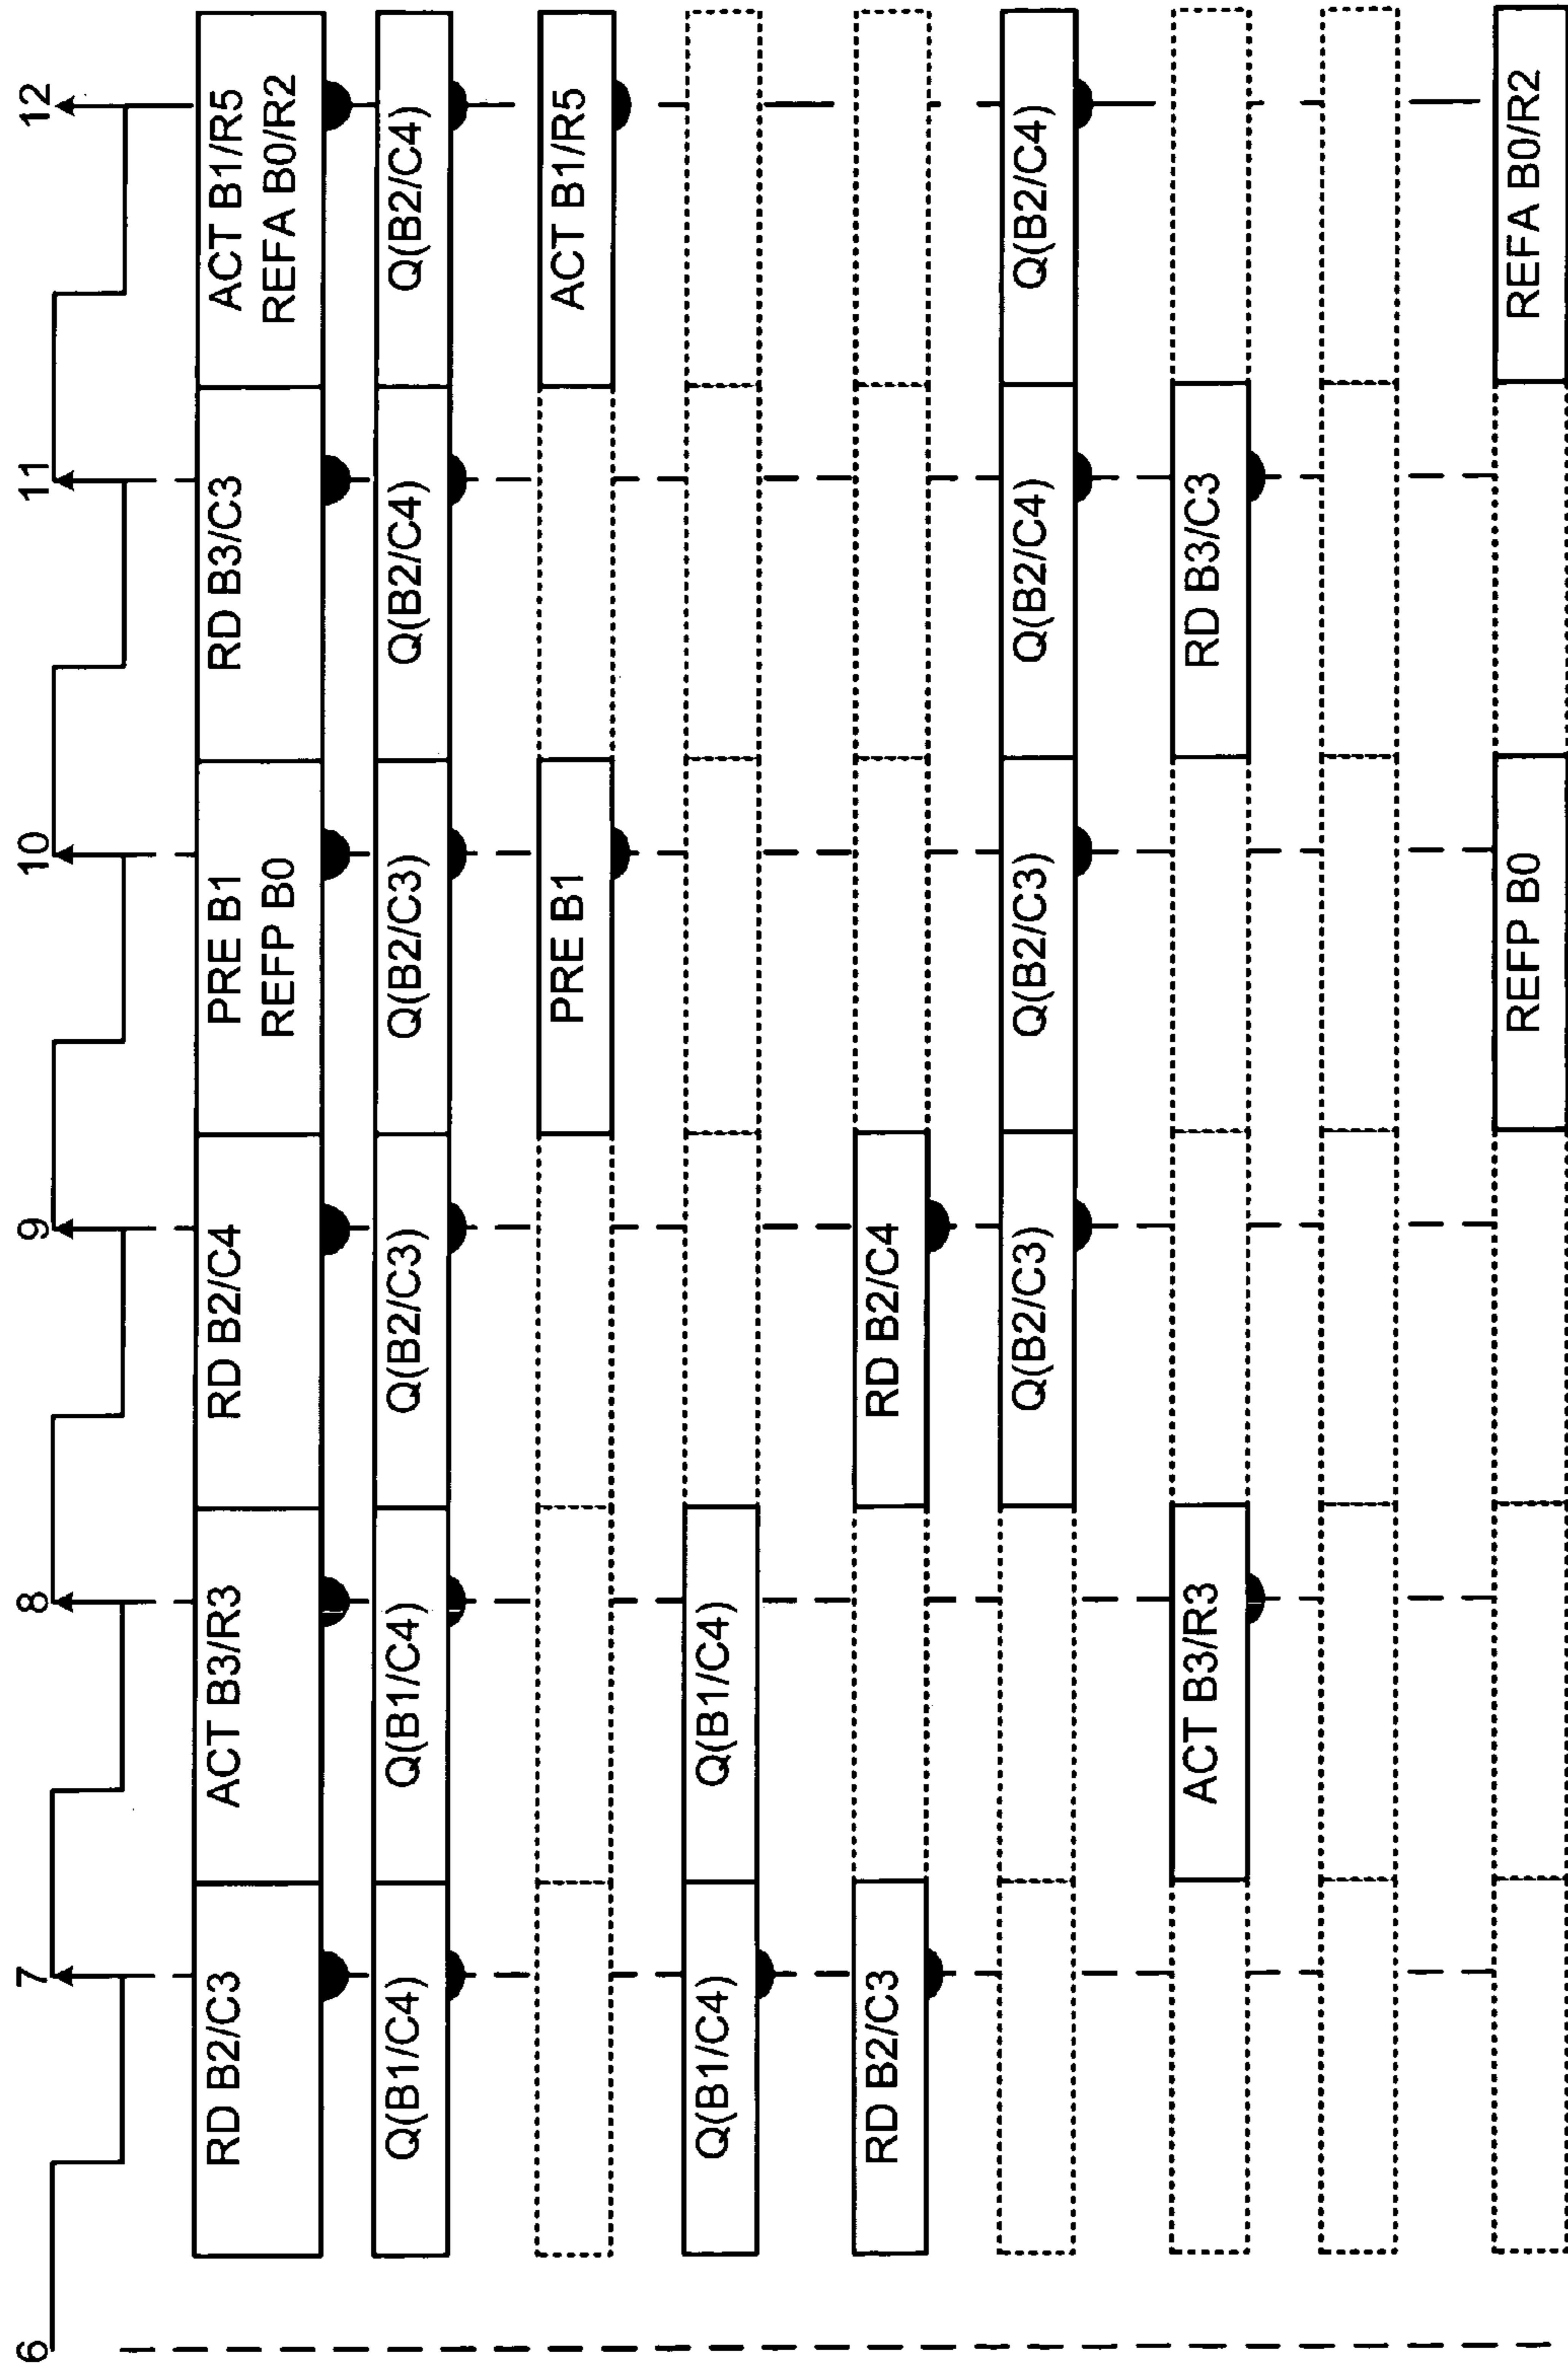 6 7 8 9 10 11 12
RD B2/C3 ACT B3/R3 RD B2/C4 PRE B1 RD B3/C3 ACT B1/R5
REFP B0 REFA B0/R2
Q(B1/C4) Q(B1/C4) Q(B2/C3) Q(B2/C3) Q(B2/C4) Q(B2/C4)
PRE B1 ACT B1/R5
Q(B1/C4) Q(B1/C4)
RD B2/C3 RD B2/C4
Q(B2/C3) Q(B2/C3) Q(B2/C4) Q(B2/C4)
ACT B3/R3 RD B3/C3
REFP B0 REFA B0/R2